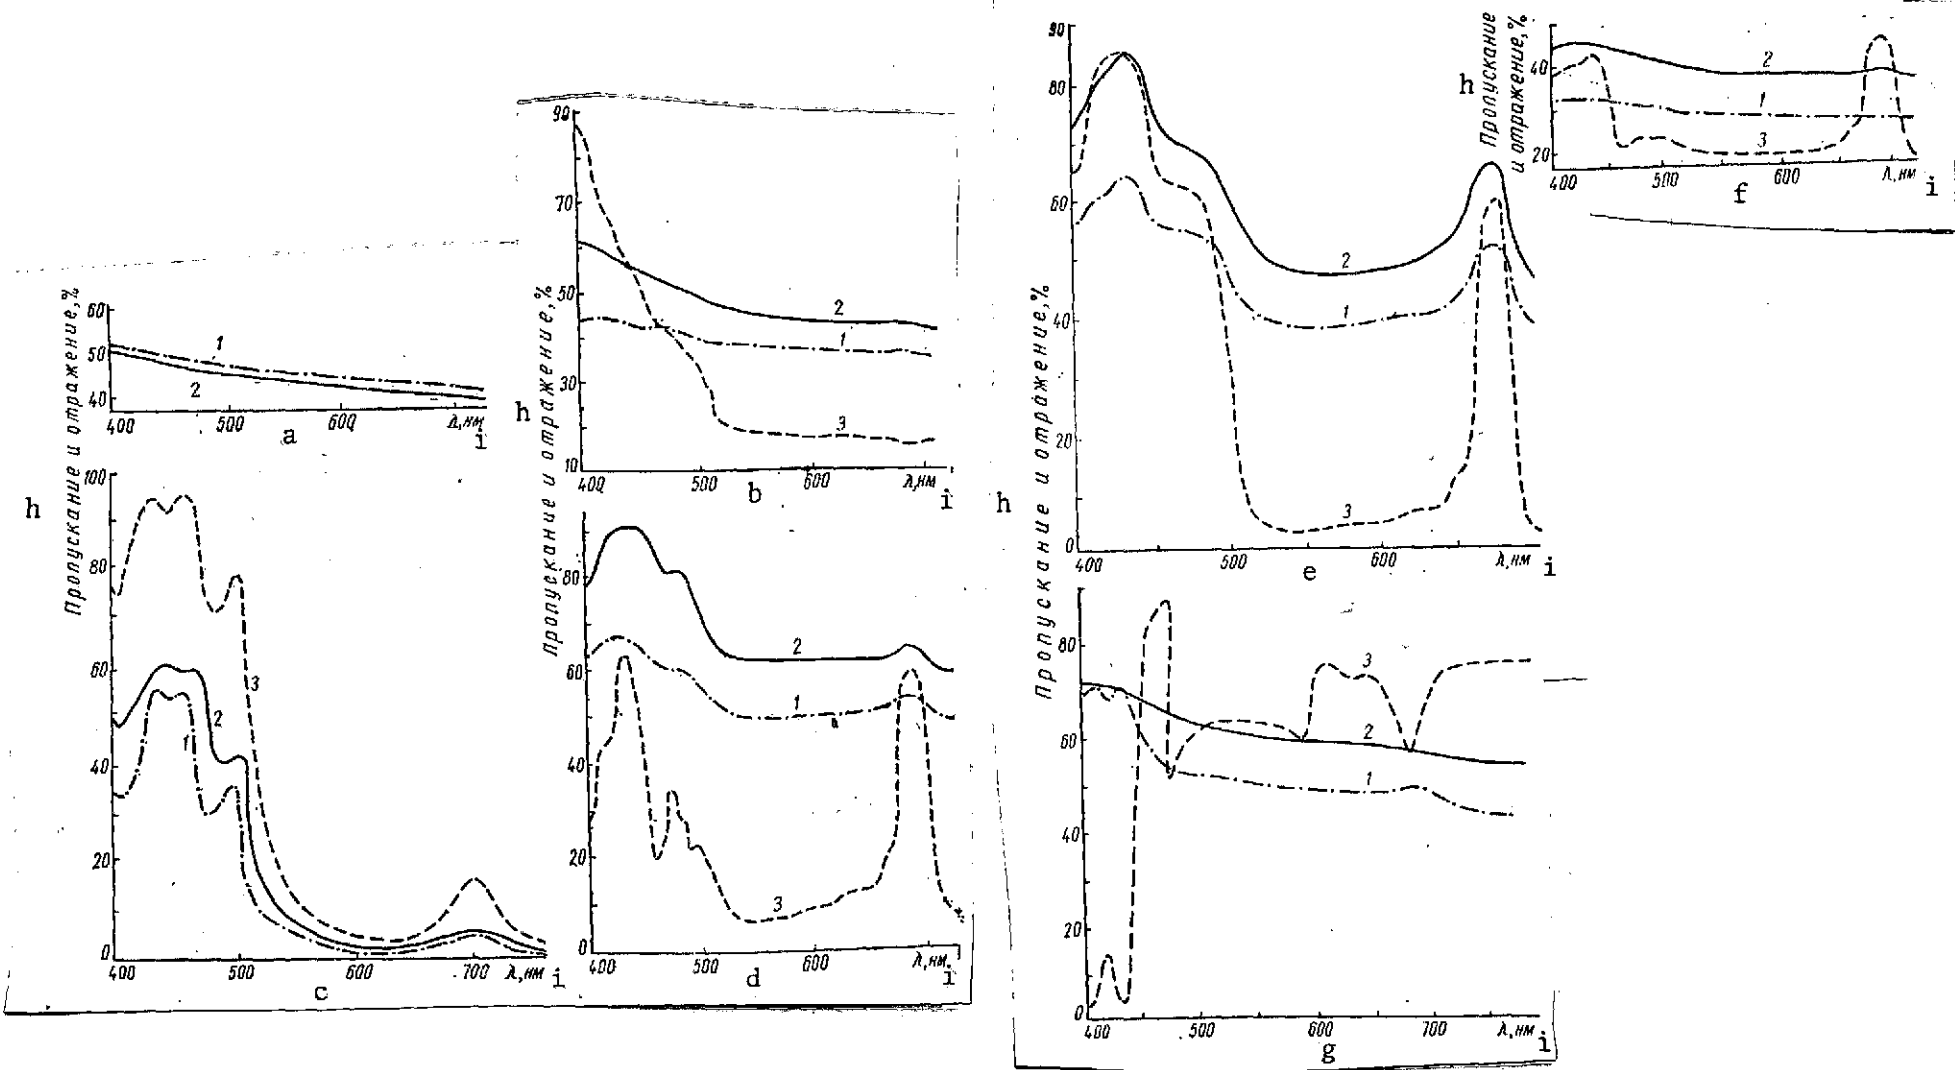 Пропускание и отражение,%
h
60
50
40
1
2
400
500
600
λ,нм
a
i
100
80
60
40
20
0
3
2
1
400
500
600
700
λ,нм
c
i
Пропускание и отражение,%
h
90
70
50
30
10
2
1
3
400
500
600
λ,нм
b
i
80
60
40
20
0
2
1
3
400
500
600
λ,нм
d
i
Пропускание и отражение,%
h
90
80
60
40
20
0
2
1
3
400
500
600
λ,нм
e
i
Пропускание
и отражение,%
h
40
20
2
1
3
400
500
600
λ,нм
f
i
80
60
40
20
0
3
2
1
400
500
600
700
λ,нм
g
i